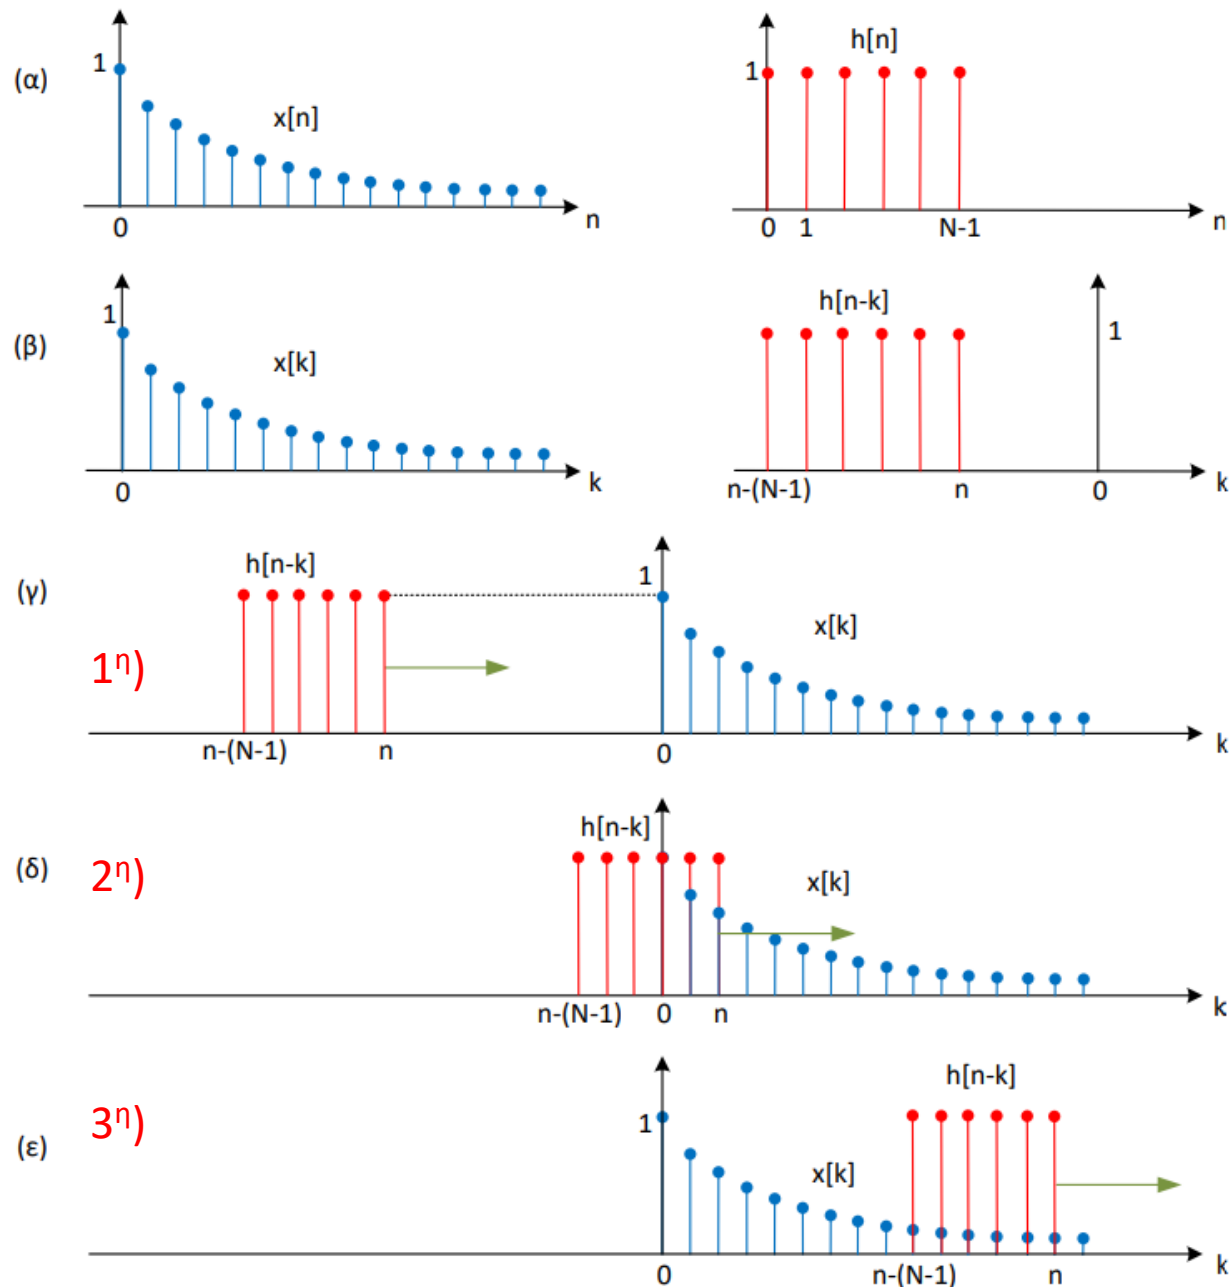 (α)
1
x[n]
0
n
h[n]
1
0 1 N-1
n
(β)
1
x[k]
0
k
h[n-k]
1
n-(N-1) n 0
k
(γ)
h[n-k]
1
x[k]
1η)
n-(N-1) n 0
k
(δ)
2η)
h[n-k]
x[k]
n-(N-1) 0 n
k
(ε)
3η)
1
h[n-k]
x[k]
0 n-(N-1) n
k